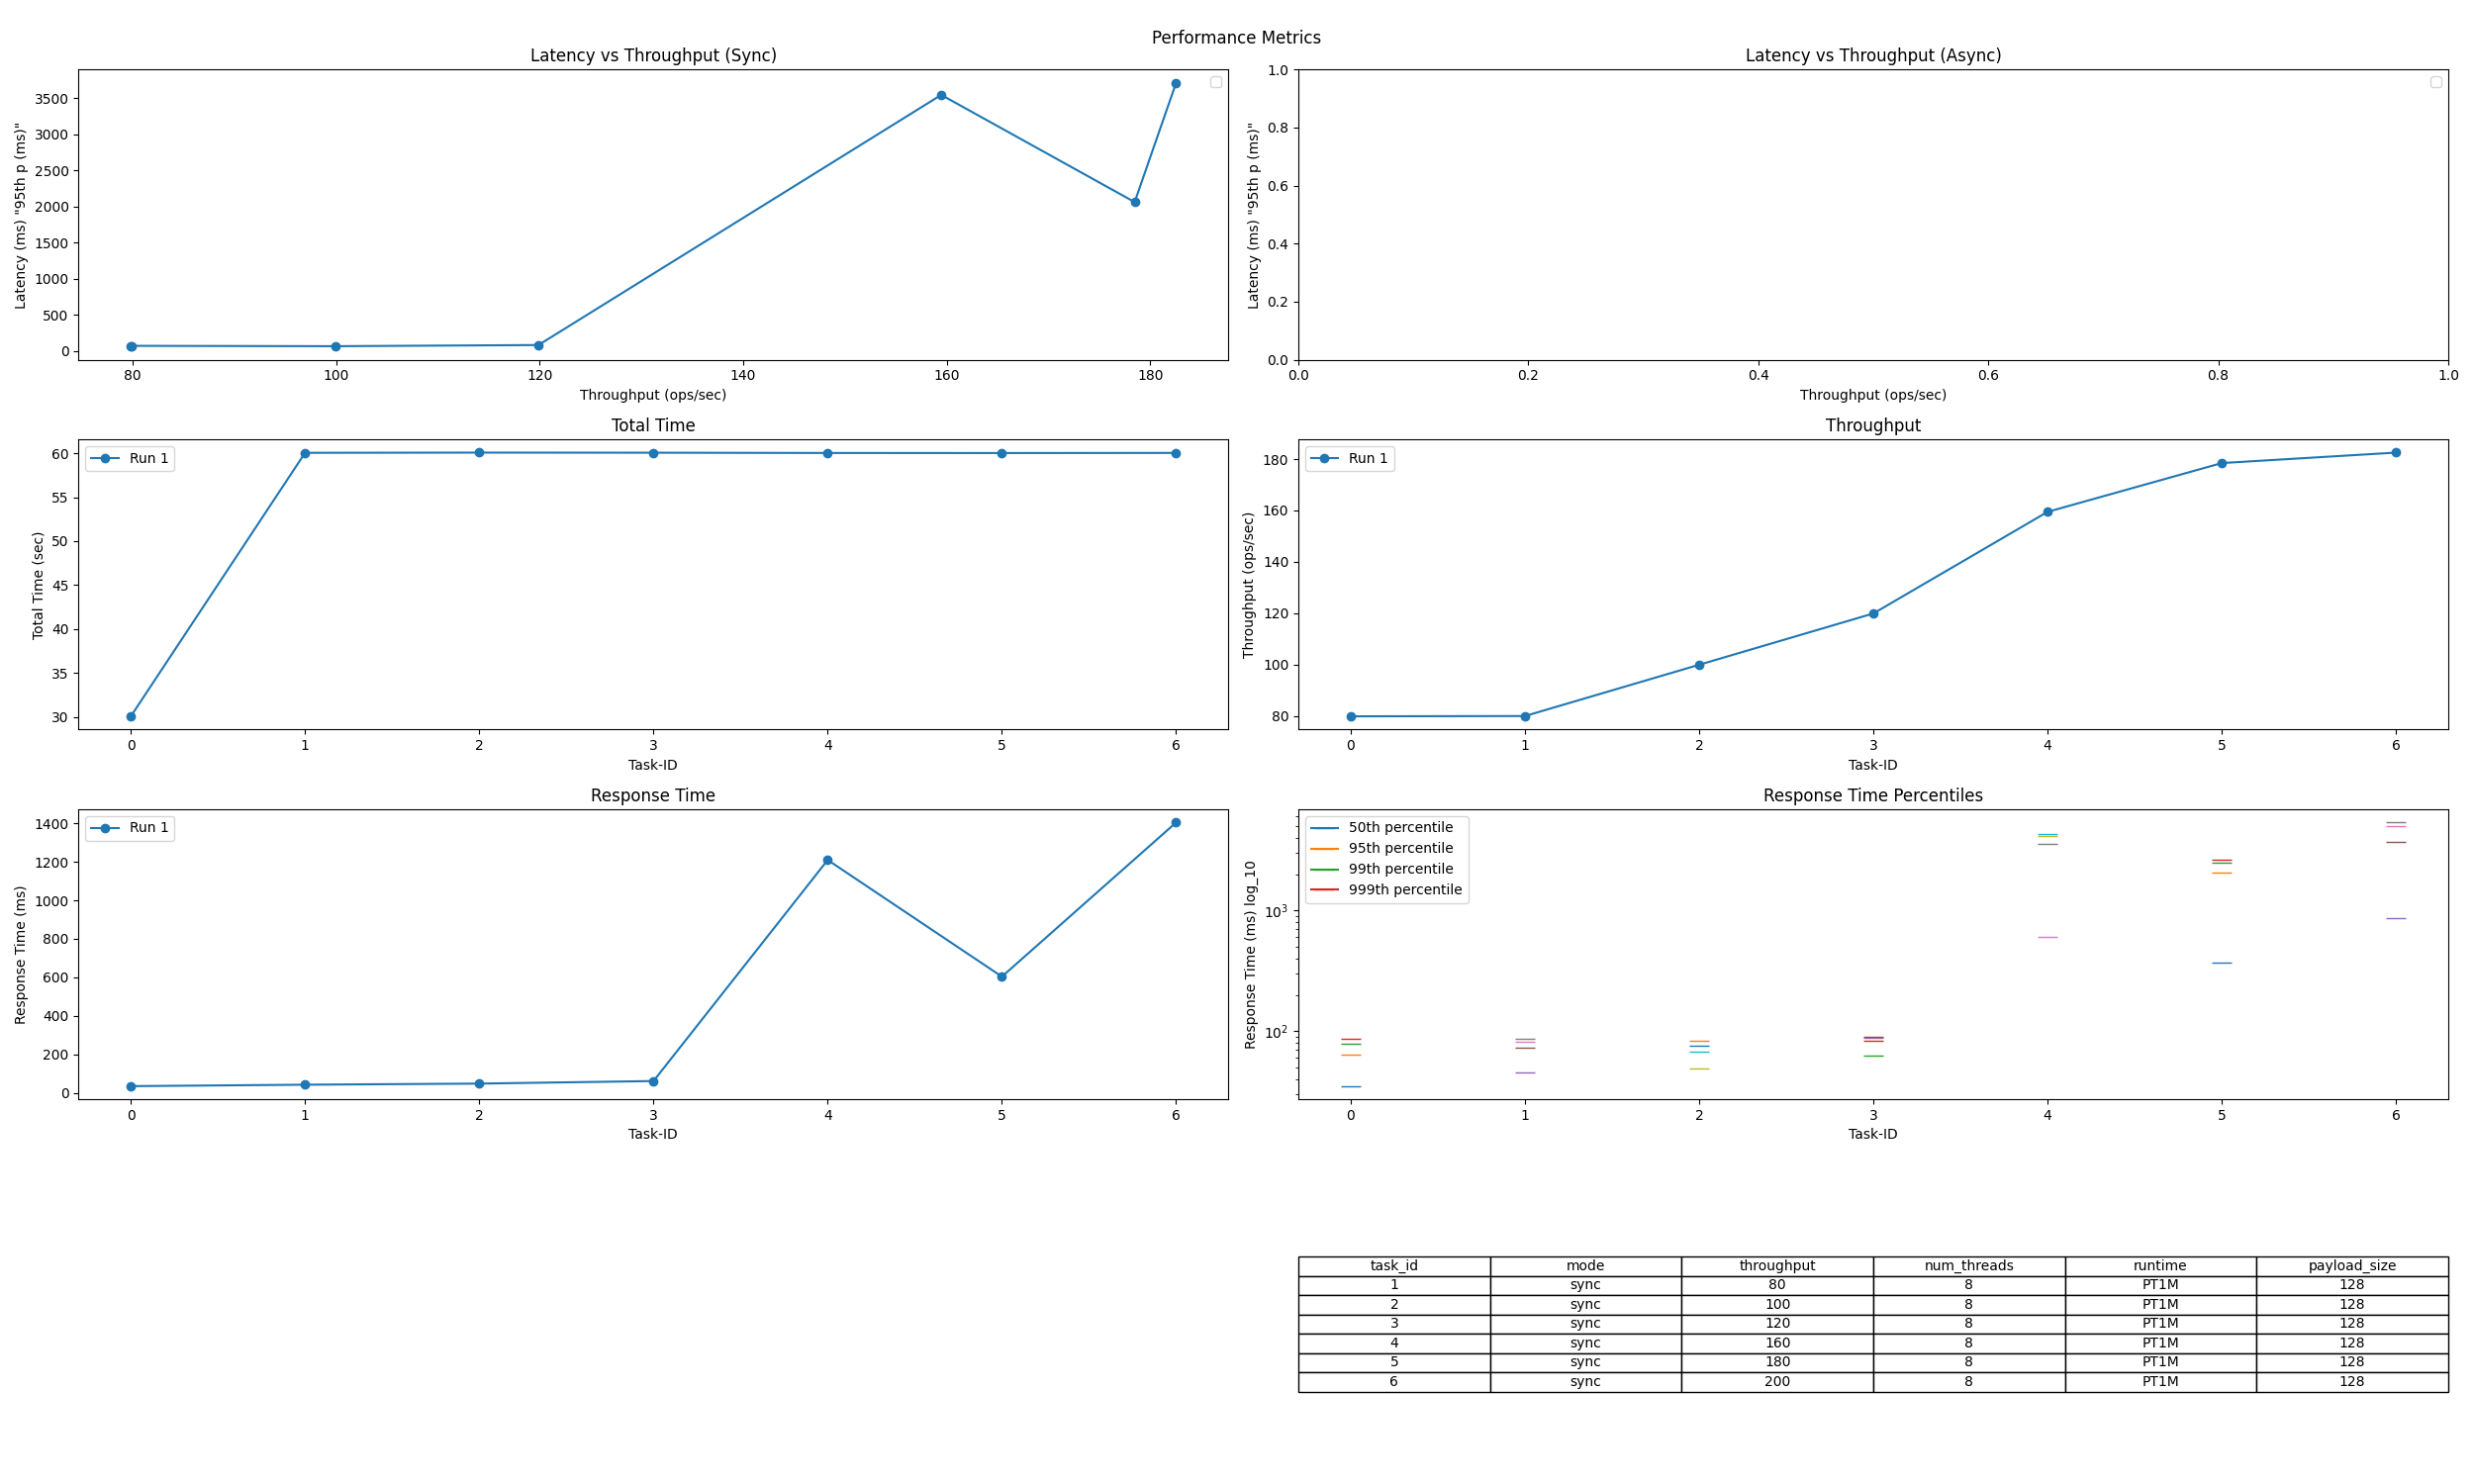 Performance Metrics
Latency vs Throughput (Sync)
Latency (ms) "95th p (ms)"
3500
3000
2500
2000
1500
1000
500
0
80 100 120 140 160 180
Throughput (ops/sec)
Latency vs Throughput (Async)
Latency (ms) "95th p (ms)"
1.0
0.8
0.6
0.4
0.2
0.0
0.0 0.2 0.4 0.6 0.8 1.0
Throughput (ops/sec)
Total Time
Run 1
Total Time (sec)
60
55
50
45
40
35
30
0 1 2 3 4 5 6
Task-ID
Throughput
Run 1
Throughput (ops/sec)
180
160
140
120
100
80
0 1 2 3 4 5 6
Task-ID
Response Time
Run 1
Response Time (ms)
1400
1200
1000
800
600
400
200
0
0 1 2 3 4 5 6
Task-ID
Response Time Percentiles
50th percentile
95th percentile
99th percentile
999th percentile
Response Time (ms) log_10
10³
10²
0 1 2 3 4 5 6
Task-ID
task_id mode throughput num_threads runtime payload_size
1 sync 80 8 PT1M 128
2 sync 100 8 PT1M 128
3 sync 120 8 PT1M 128
4 sync 160 8 PT1M 128
5 sync 180 8 PT1M 128
6 sync 200 8 PT1M 128